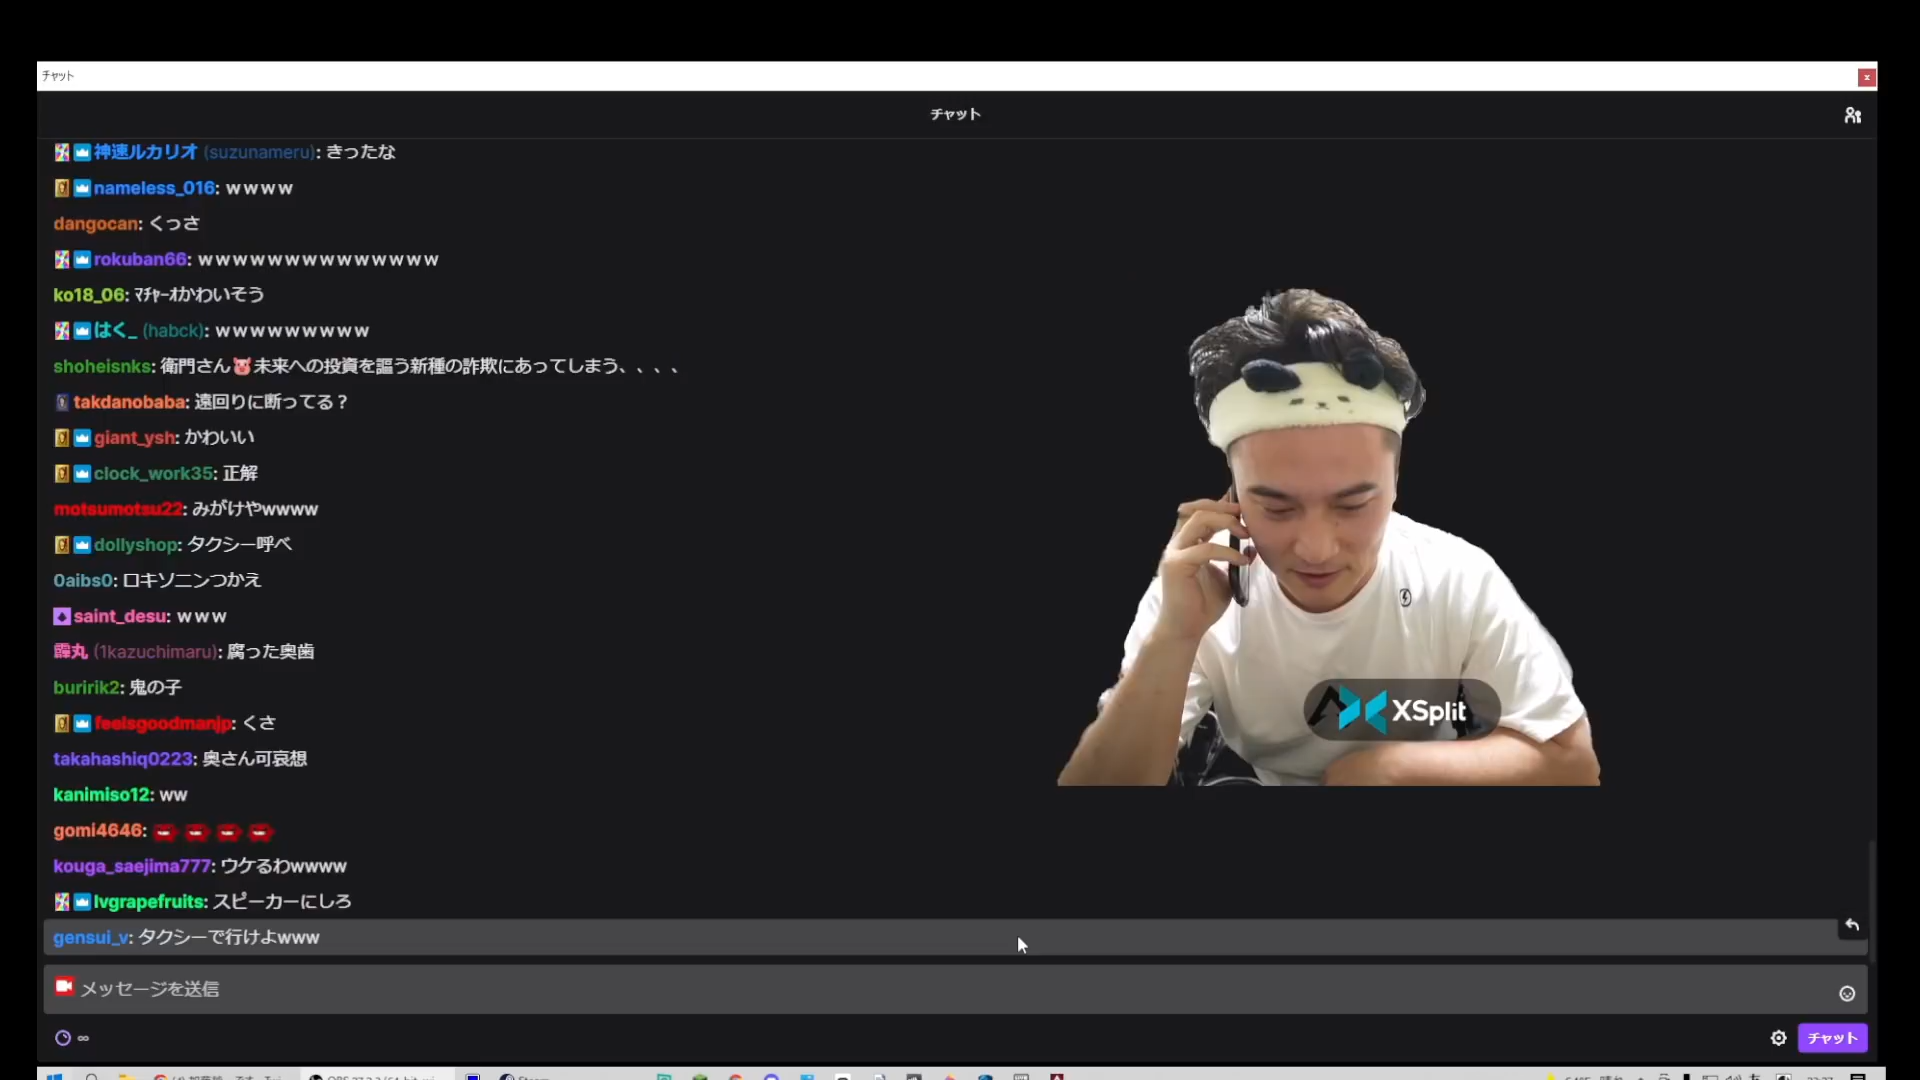 チャット
チャット
神速ルカリオ (suzunameru): きったな
nameless_016: ｗｗｗｗ
dangocan: くっさ
rokuban66: ｗｗｗｗｗｗｗｗｗｗｗｗｗｗ
ko18_06: ﾏﾁｬｰｵかわいそう
はく_ (habck): ｗｗｗｗｗｗｗｗｗ
shoheisnks: 衛門さん🐷未来への投資を謳う新種の詐欺にあってしまう、、、、
takdanobaba: 遠回りに断ってる？
giant_ysh: かわいい
clock_work35: 正解
motsumotsu22: みがけやwwww
dollyshop: タクシー呼べ
0aibs0: ロキソニンつかえ
saint_desu: ｗｗｗ
霹丸 (1kazuchimaru): 腐った奥歯
buririk2: 鬼の子
feelsgoodmanjp: くさ
takahashiq0223: 奥さん可哀想
kanimiso12: ww
gomi4646:
kouga_saejima777: ウケるわwwww
lvgrapefruits: スピーカーにしろ
gensui_v: タクシーで行けよwww
メッセージを送信
∞
チャット
XSplit